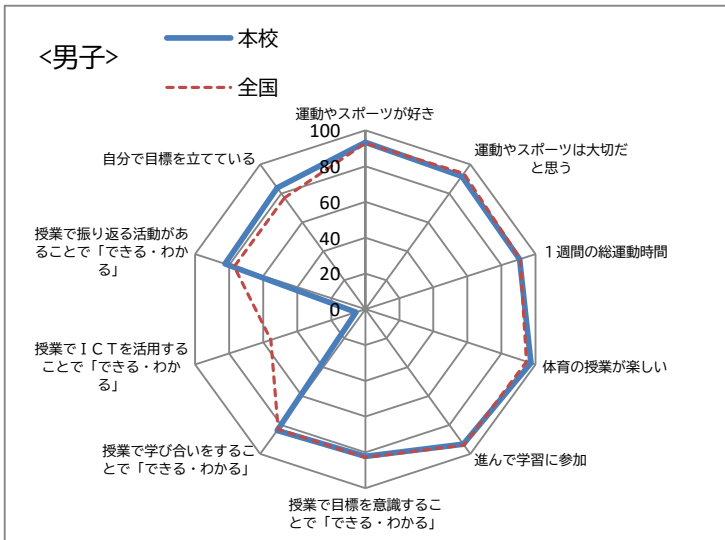 <男子>
本校
全国
運動やスポーツが好き
運動やスポーツは大切だ
と思う
１週間の総運動時間
体育の授業が楽しい
進んで学習に参加
授業で目標を意識するこ
とで「できる・わかる」
授業で学び合いをするこ
とで「できる・わかる」
授業でＩＣＴを活用する
ことで「できる・わか
る」
授業で振り返る活動があ
ることで「できる・わか
る」
自分で目標を立てている
100
80
60
40
20
0